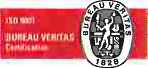 ISO 9001
BUREAU VERITAS
Certification
BUREAU VERITAS
1828